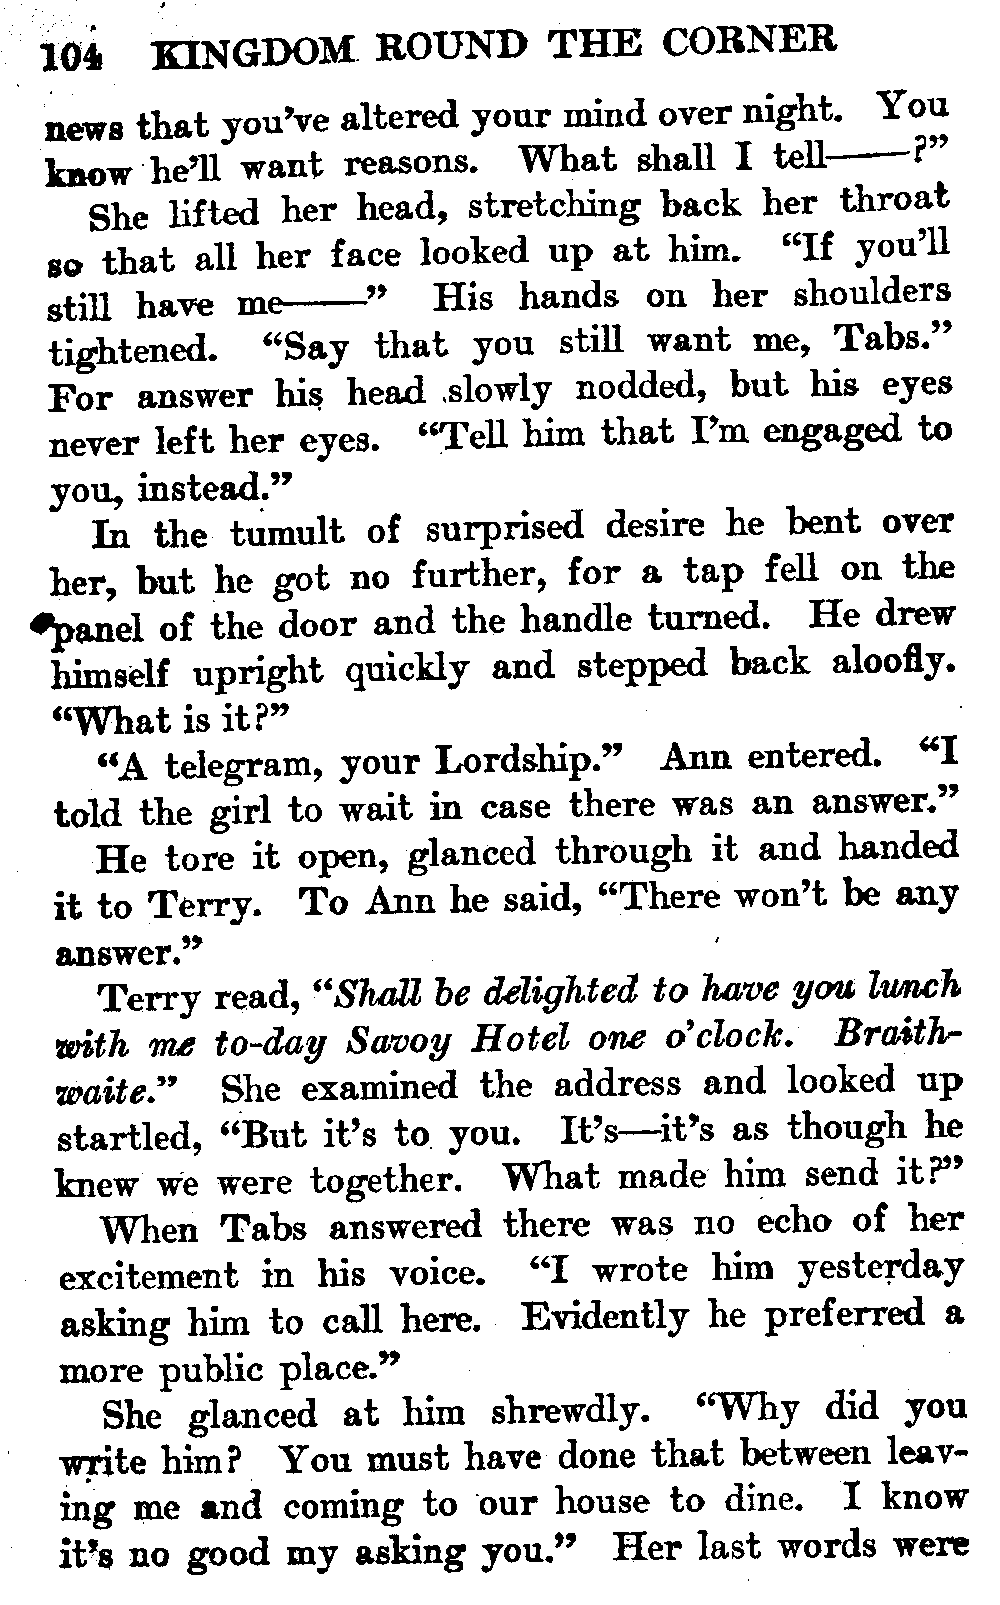 104 KINGDOM ROUND THE CORNER
news that you've altered your mind over night. You
know he'll want reasons. What shall I tell——?"
She lifted her head, stretching back her throat
so that all her face looked up at him. "If you'll
still have me——" His hands on her shoulders
tightened. "Say that you still want me, Tabs."
For answer his head slowly nodded, but his eyes
never left her eyes. "Tell him that I'm engaged to
you, instead."
In the tumult of surprised desire he bent over
her, but he got no further, for a tap fell on the
panel of the door and the handle turned. He drew
himself upright quickly and stepped back aloofly.
"What is it?"
"A telegram, your Lordship." Ann entered. "I
told the girl to wait in case there was an answer."
He tore it open, glanced through it and handed
it to Terry. To Ann he said, "There won't be any
answer."
Terry read, "Shall be delighted to have you lunch
with me to-day Savoy Hotel one o'clock. Braith-
waite." She examined the address and looked up
startled, "But it's to you. It's—it's as though he
knew we were together. What made him send it?"
When Tabs answered there was no echo of her
excitement in his voice. "I wrote him yesterday
asking him to call here. Evidently he preferred a
more public place."
She glanced at him shrewdly. "Why did you
write him? You must have done that between leav-
ing me and coming to our house to dine. I know
it's no good my asking you." Her last words were